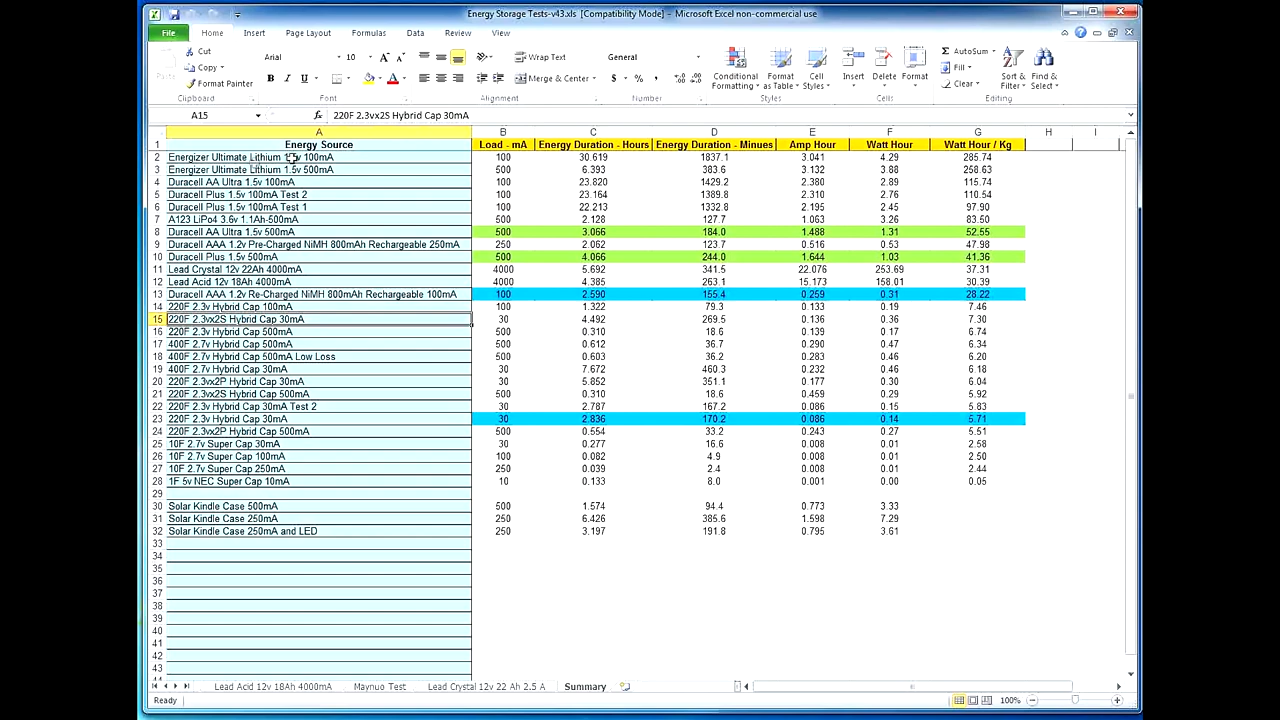 Energy Storage Tests-v43.xls [Compatibility Mode] - Microsoft Excel non-commercial use
File Home Insert Page Layout Formulas Data Review View
Cut Arial 10 Wrap Text General AutoSum
Copy Fill
Format Painter Merge & Center Clear
Paste Conditional Formatting Format as Table Cell Styles Insert Delete Format Sort & Filter Find & Select
Clipboard Font Alignment Number Styles Cells Editing
A15 fx 220F 2.3vx2S Hybrid Cap 30mA
A B C D E F G H I
1 Energy Source Load - mA Energy Duration - Hours Energy Duration - Minues Amp Hour Watt Hour Watt Hour / Kg
2 Energizer Ultimate Lithium 1.5v 100mA 100 30.619 1837.1 3.041 4.29 285.74
3 Energizer Ultimate Lithium 1.5v 500mA 500 6.393 383.6 3.132 3.88 258.63
4 Duracell AA Ultra 1.5v 100mA 100 23.820 1429.2 2.380 2.89 115.74
5 Duracell Plus 1.5v 100mA Test 2 100 23.164 1389.8 2.310 2.76 110.54
6 Duracell Plus 1.5v 100mA Test 1 100 22.213 1332.8 2.195 2.45 97.90
7 A123 LiPo4 3.6v 1.1Ah-500mA 500 2.128 127.7 1.063 3.26 83.50
8 Duracell AA Ultra 1.5v 500mA 500 3.066 184.0 1.488 1.31 52.55
9 Duracell AAA 1.2v Pre-Charged NiMH 800mAh Rechargeable 250mA 250 2.062 123.7 0.516 0.53 47.98
10 Duracell Plus 1.5v 500mA 500 4.066 244.0 1.644 1.03 41.36
11 Lead Crystal 12v 22Ah 4000mA 4000 5.692 341.5 22.076 253.69 37.31
12 Lead Acid 12v 18Ah 4000mA 4000 4.385 263.1 15.173 158.01 30.39
13 Duracell AAA 1.2v Re-Charged NiMH 800mAh Rechargeable 100mA 100 2.590 155.4 0.259 0.31 28.22
14 220F 2.3v Hybrid Cap 100mA 100 1.322 79.3 0.133 0.19 7.46
15 220F 2.3vx2S Hybrid Cap 30mA 30 4.492 269.5 0.136 0.36 7.30
16 220F 2.3v Hybrid Cap 500mA 500 0.310 18.6 0.139 0.17 6.74
17 400F 2.7v Hybrid Cap 500mA 500 0.612 36.7 0.290 0.47 6.34
18 400F 2.7v Hybrid Cap 500mA Low Loss 500 0.603 36.2 0.283 0.46 6.20
19 400F 2.7v Hybrid Cap 30mA 30 7.672 460.3 0.232 0.46 6.18
20 220F 2.3vx2P Hybrid Cap 30mA 30 5.852 351.1 0.177 0.30 6.04
21 220F 2.3vx2S Hybrid Cap 500mA 500 0.310 18.6 0.459 0.29 5.92
22 220F 2.3v Hybrid Cap 30mA Test 2 30 2.787 167.2 0.086 0.15 5.83
23 220F 2.3v Hybrid Cap 30mA 30 2.836 170.2 0.086 0.14 5.71
24 220F 2.3vx2P Hybrid Cap 500mA 500 0.554 33.2 0.243 0.27 5.51
25 10F 2.7v Super Cap 30mA 30 0.277 16.6 0.008 0.01 2.58
26 10F 2.7v Super Cap 100mA 100 0.082 4.9 0.008 0.01 2.50
27 10F 2.7v Super Cap 250mA 250 0.039 2.4 0.008 0.01 2.44
28 1F 5v NEC Super Cap 10mA 10 0.133 8.0 0.001 0.00 0.05
29
30 Solar Kindle Case 500mA 500 1.574 94.4 0.773 3.33
31 Solar Kindle Case 250mA 250 6.426 385.6 1.598 7.29
32 Solar Kindle Case 250mA and LED 250 3.197 191.8 0.795 3.61
33
34
35
36
37
38
39
40
41
42
43
Lead Acid 12v 18Ah 4000mA Maynuo Test Lead Crystal 12v 22 Ah 2.5 A Summary
Ready 100%